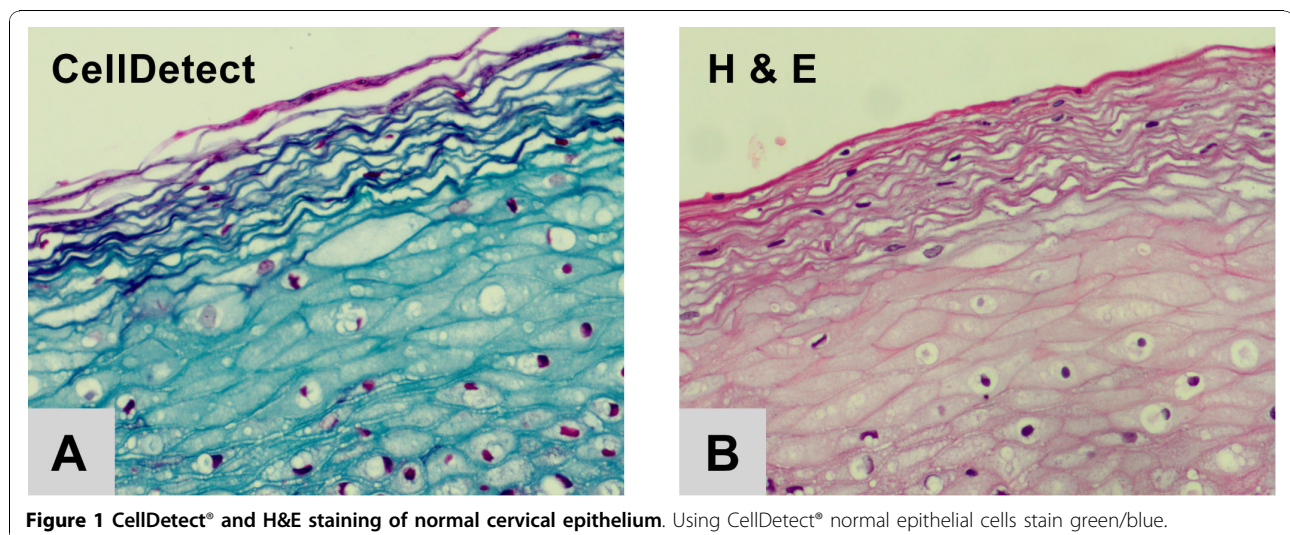 CellDetect
H & E
A
B
Figure 1 CellDetect® and H&E staining of normal cervical epithelium. Using CellDetect® normal epithelial cells stain green/blue.